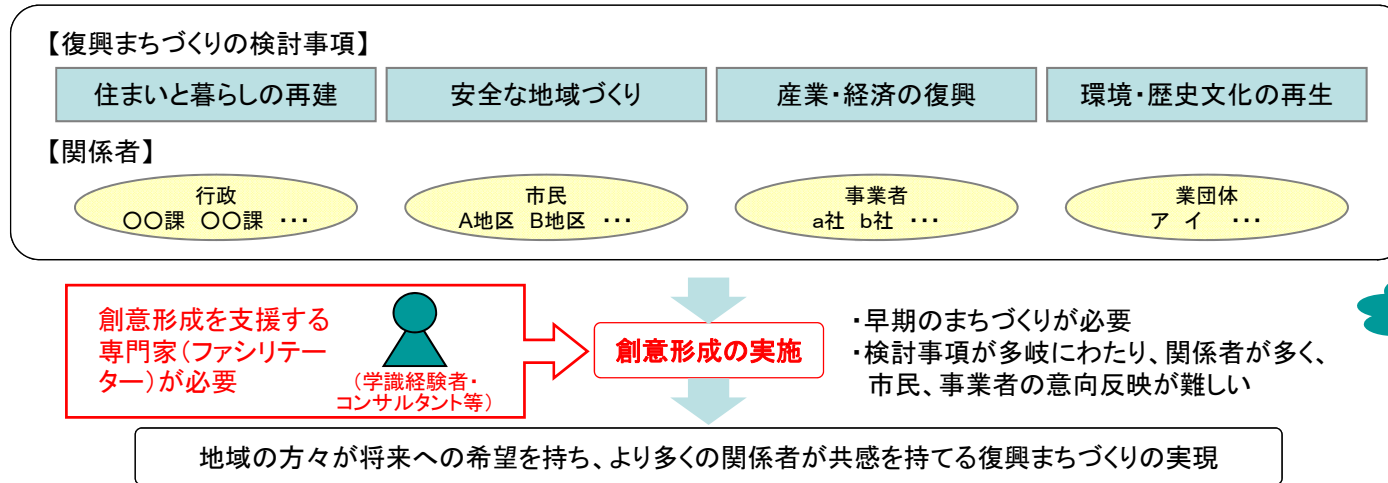 【復興まちづくりの検討事項】
住まいと暮らしの再建
安全な地域づくり
産業・経済の復興
環境・歴史文化の再生
【関係者】
行政
〇〇課 〇〇課 ・・・
市民
A地区 B地区 ・・・
事業者
a社 b社 ・・・
業団体
ア イ ・・・
創意形成を支援する
専門家(ファシリテー
ター)が必要
(学識経験者・
コンサルタント等)
創意形成の実施
・早期のまちづくりが必要
・検討事項が多岐にわたり、関係者が多く、
市民、事業者の意向反映が難しい
地域の方々が将来への希望を持ち、より多くの関係者が共感を持てる復興まちづくりの実現